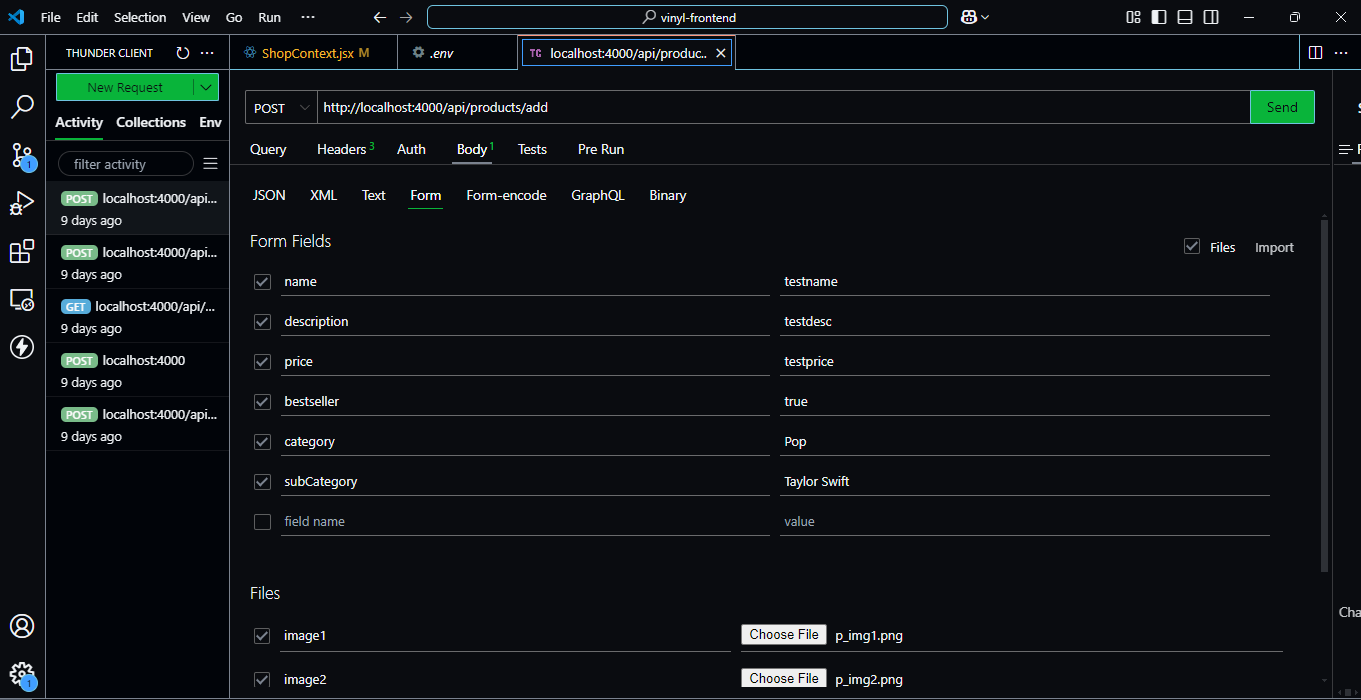 File Edit Selection View Go Run ··· vinyl-frontend
THUNDER CLIENT ··· ShopContext.jsx M .env TC localhost:4000/api/produc.. ···
New Request
Activity Collections Env
filter activity
POST localhost:4000/api...
9 days ago
POST localhost:4000/api...
9 days ago
GET localhost:4000/api/...
9 days ago
POST localhost:4000
9 days ago
POST localhost:4000/api...
9 days ago
1
1
POST http://localhost:4000/api/products/add Send
Query Headers 3 Auth Body 1 Tests Pre Run
JSON XML Text Form Form-encode GraphQL Binary
Form Fields Files Import
name testname
description testdesc
price testprice
bestseller true
category Pop
subCategory Taylor Swift
field name value
Files
image1 Choose File p_img1.png
image2 Choose File p_img2.png
Cha